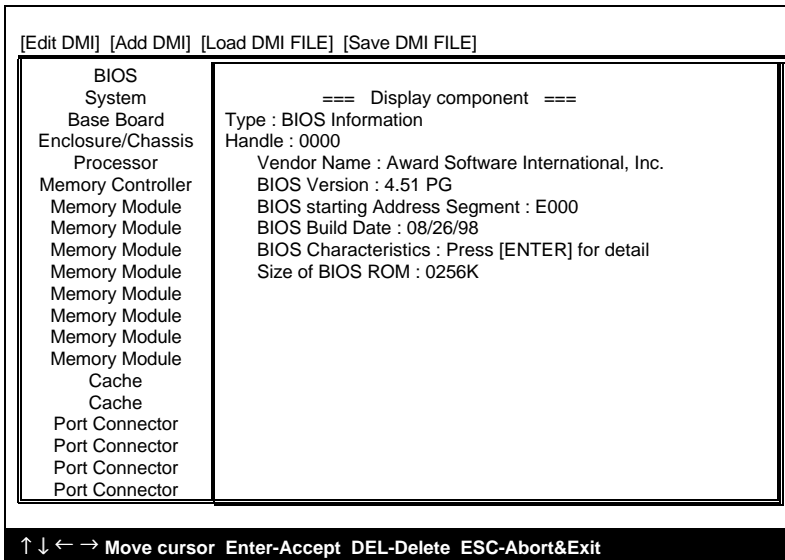 [Edit DMI] [Add DMI] [Load DMI FILE] [Save DMI FILE]
BIOS
System
Base Board
Enclosure/Chassis
Processor
Memory Controller
Memory Module
Memory Module
Memory Module
Memory Module
Memory Module
Memory Module
Memory Module
Memory Module
Cache
Cache
Port Connector
Port Connector
Port Connector
Port Connector
=== Display component ===
Type : BIOS Information
Handle : 0000
Vendor Name : Award Software International, Inc.
BIOS Version : 4.51 PG
BIOS starting Address Segment : E000
BIOS Build Date : 08/26/98
BIOS Characteristics : Press [ENTER] for detail
Size of BIOS ROM : 0256K
↑↓← → Move cursor Enter-Accept DEL-Delete ESC-Abort&Exit